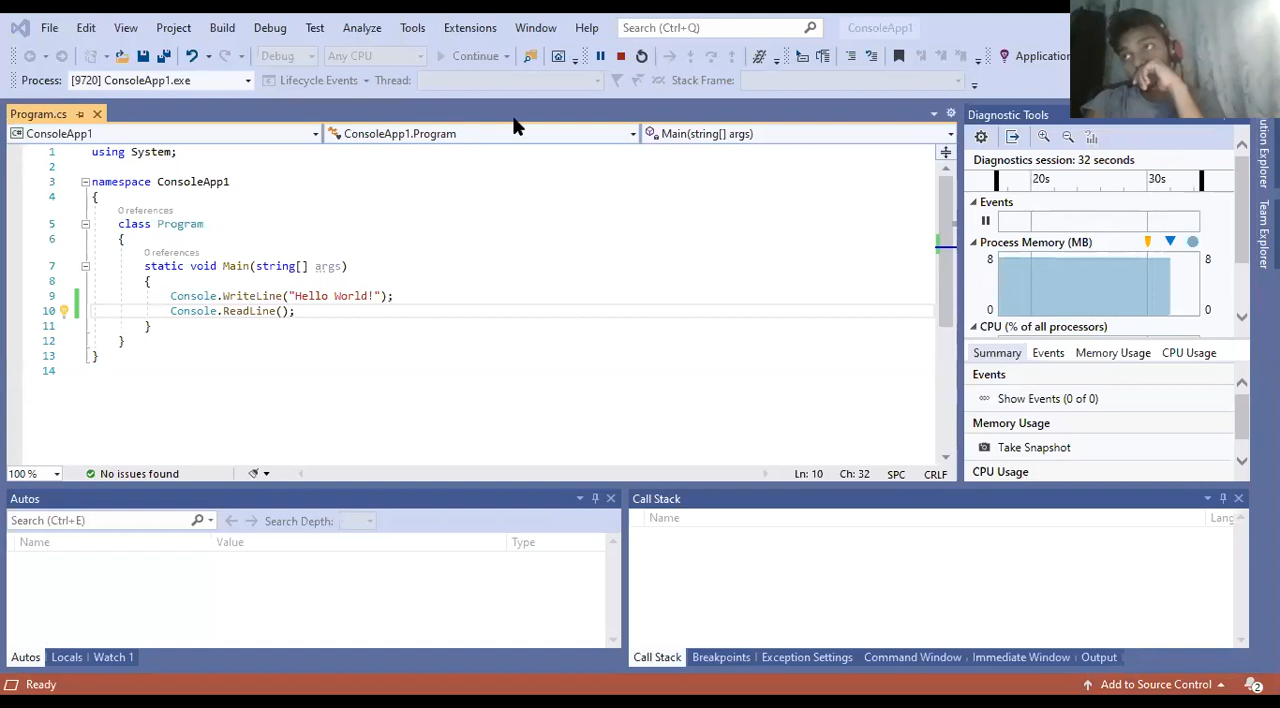 File Edit View Project Build Debug Test Analyze Tools Extensions Window Help Search (Ctrl+Q) ConsoleApp1
Debug Any CPU Continue Application
Process: [9720] ConsoleApp1.exe Lifecycle Events Thread: Stack Frame:
Program.cs
ConsoleApp1 ConsoleApp1.Program Main(string[] args)
1 using System;
2
3 namespace ConsoleApp1
4 {
0 references
5 class Program
6 {
0 references
7 static void Main(string[] args)
8 {
9 Console.WriteLine("Hello World!");
10 Console.ReadLine();
11 }
12 }
13 }
14
100 % No issues found Ln: 10 Ch: 32 SPC CRLF
Diagnostic Tools
Diagnostics session: 32 seconds
20s 30s
Events
Process Memory (MB)
8 8
0 0
CPU (% of all processors)
Summary Events Memory Usage CPU Usage
Events
Show Events (0 of 0)
Memory Usage
Take Snapshot
CPU Usage
ution Explorer
Team Explorer
Autos
Search (Ctrl+E) Search Depth:
Name Value Type
Autos Locals Watch 1
Call Stack
Name Lang
Call Stack Breakpoints Exception Settings Command Window Immediate Window Output
Ready Add to Source Control 2